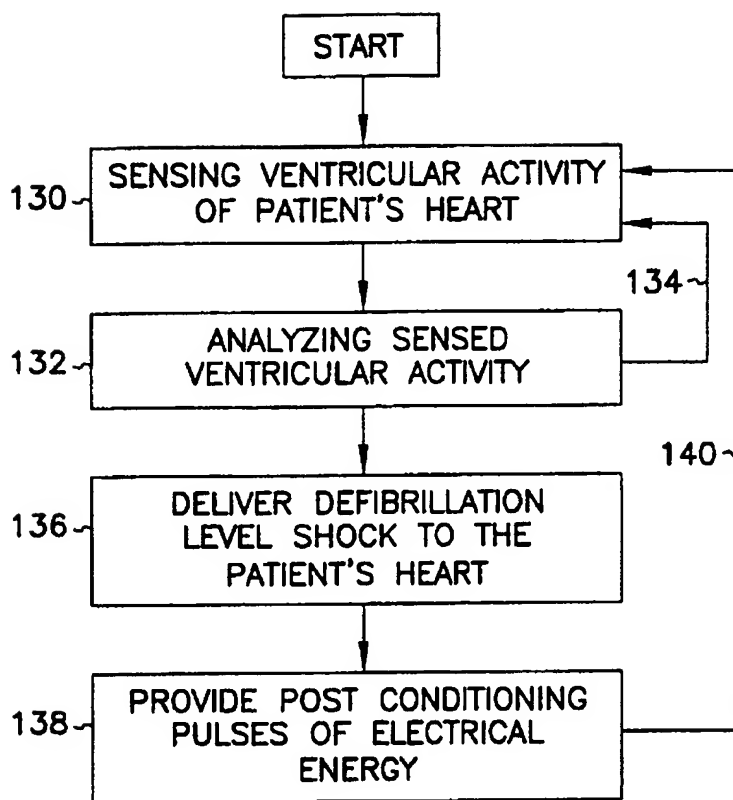 START
130
SENSING VENTRICULAR ACTIVITY
OF PATIENT'S HEART
134
132
ANALYZING SENSED
VENTRICULAR ACTIVITY
140
136
DELIVER DEFIBRILLATION
LEVEL SHOCK TO THE
PATIENT'S HEART
138
PROVIDE POST CONDITIONING
PULSES OF ELECTRICAL
ENERGY